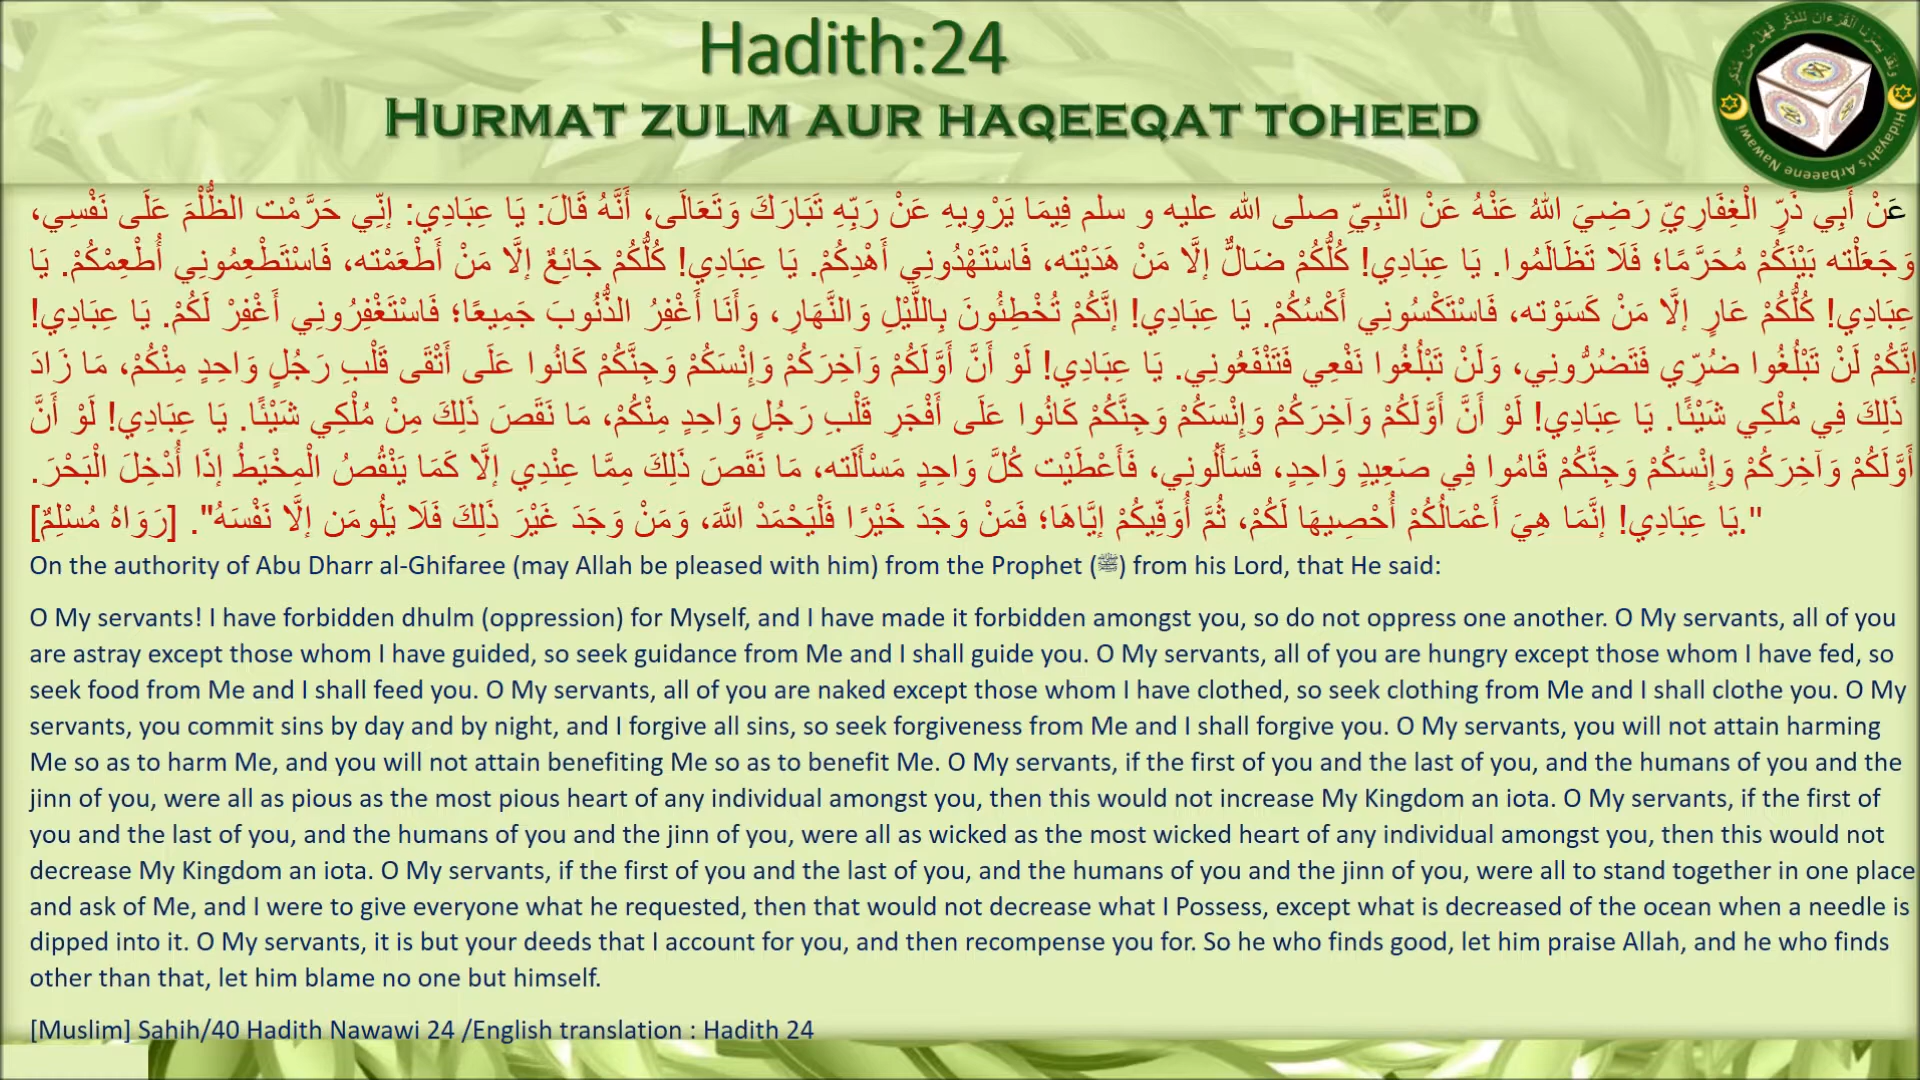 Hadith:24
HURMAT ZULM AUR HAQEEQAT TOHEED
وَلَقَدْ يَسَّرْنَا الْقُرْءَانَ لِلذِّكْرِ فَهَلْ مِن مُّدَّكِرٍ
Hidayah's Arbaeene Nawawi
عَنْ أَبِي ذَرٍّ الْغِفَارِيِّ رَضِيَ اللهُ عَنْهُ عَنْ النَّبِيِّ صلى الله عليه و سلم فِيمَا يَرْوِيهِ عَنْ رَبِّهِ تَبَارَكَ وَتَعَالَى، أَنَّهُ قَالَ: يَا عِبَادِي: إنِّي حَرَّمْت الظُّلْمَ عَلَى نَفْسِي،
وَجَعَلْته بَيْنَكُمْ مُحَرَّمًا؛ فَلَا تَظَالَمُوا. يَا عِبَادِي! كُلُّكُمْ ضَالٌّ إلَّا مَنْ هَدَيْته، فَاسْتَهْدُونِي أَهْدِكُمْ. يَا عِبَادِي! كُلُّكُمْ جَائِعٌ إلَّا مَنْ أَطْعَمْته، فَاسْتَطْعِمُونِي أُطْعِمْكُمْ. يَا
عِبَادِي! كُلُّكُمْ عَارٍ إلَّا مَنْ كَسَوْته، فَاسْتَكْسُونِي أَكْسُكُمْ. يَا عِبَادِي! إنَّكُمْ تُخْطِئُونَ بِاللَّيْلِ وَالنَّهَارِ، وَأَنَا أَغْفِرُ الذُّنُوبَ جَمِيعًا؛ فَاسْتَغْفِرُونِي أَغْفِرْ لَكُمْ. يَا عِبَادِي!
إنَّكُمْ لَنْ تَبْلُغُوا ضُرِّي فَتَضُرُّونِي، وَلَنْ تَبْلُغُوا نَفْعِي فَتَنْفَعُونِي. يَا عِبَادِي! لَوْ أَنَّ أَوَّلَكُمْ وَآخِرَكُمْ وَإِنْسَكُمْ وَجِنَّكُمْ كَانُوا عَلَى أَتْقَى قَلْبِ رَجُلٍ وَاحِدٍ مِنْكُمْ، مَا زَادَ
ذَلِكَ فِي مُلْكِي شَيْئًا. يَا عِبَادِي! لَوْ أَنَّ أَوَّلَكُمْ وَآخِرَكُمْ وَإِنْسَكُمْ وَجِنَّكُمْ كَانُوا عَلَى أَفْجَرِ قَلْبِ رَجُلٍ وَاحِدٍ مِنْكُمْ، مَا نَقَصَ ذَلِكَ مِنْ مُلْكِي شَيْئًا. يَا عِبَادِي! لَوْ أَنَّ
أَوَّلَكُمْ وَآخِرَكُمْ وَإِنْسَكُمْ وَجِنَّكُمْ قَامُوا فِي صَعِيدٍ وَاحِدٍ، فَسَأَلُونِي، فَأَعْطَيْت كُلَّ وَاحِدٍ مَسْأَلَته، مَا نَقَصَ ذَلِكَ مِمَّا عِنْدِي إلَّا كَمَا يَنْقُصُ الْمِخْيَطُ إذَا أُدْخِلَ الْبَحْرَ.
يَا عِبَادِي! إنَّمَا هِيَ أَعْمَالُكُمْ أُحْصِيهَا لَكُمْ، ثُمَّ أُوَفِّيكُمْ إيَّاهَا؛ فَمَنْ وَجَدَ خَيْرًا فَلْيَحْمَدْ اللَّهَ، وَمَنْ وَجَدَ غَيْرَ ذَلِكَ فَلَا يَلُومَن إلَّا نَفْسَهُ". [رَوَاهُ مُسْلِمٌ]."
On the authority of Abu Dharr al-Ghifaree (may Allah be pleased with him) from the Prophet (ﷺ) from his Lord, that He said:
O My servants! I have forbidden dhulm (oppression) for Myself, and I have made it forbidden amongst you, so do not oppress one another. O My servants, all of you
are astray except those whom I have guided, so seek guidance from Me and I shall guide you. O My servants, all of you are hungry except those whom I have fed, so
seek food from Me and I shall feed you. O My servants, all of you are naked except those whom I have clothed, so seek clothing from Me and I shall clothe you. O My
servants, you commit sins by day and by night, and I forgive all sins, so seek forgiveness from Me and I shall forgive you. O My servants, you will not attain harming
Me so as to harm Me, and you will not attain benefiting Me so as to benefit Me. O My servants, if the first of you and the last of you, and the humans of you and the
jinn of you, were all as pious as the most pious heart of any individual amongst you, then this would not increase My Kingdom an iota. O My servants, if the first of
you and the last of you, and the humans of you and the jinn of you, were all as wicked as the most wicked heart of any individual amongst you, then this would not
decrease My Kingdom an iota. O My servants, if the first of you and the last of you, and the humans of you and the jinn of you, were all to stand together in one place
and ask of Me, and I were to give everyone what he requested, then that would not decrease what I Possess, except what is decreased of the ocean when a needle is
dipped into it. O My servants, it is but your deeds that I account for you, and then recompense you for. So he who finds good, let him praise Allah, and he who finds
other than that, let him blame no one but himself.
[Muslim] Sahih/40 Hadith Nawawi 24 /English translation : Hadith 24